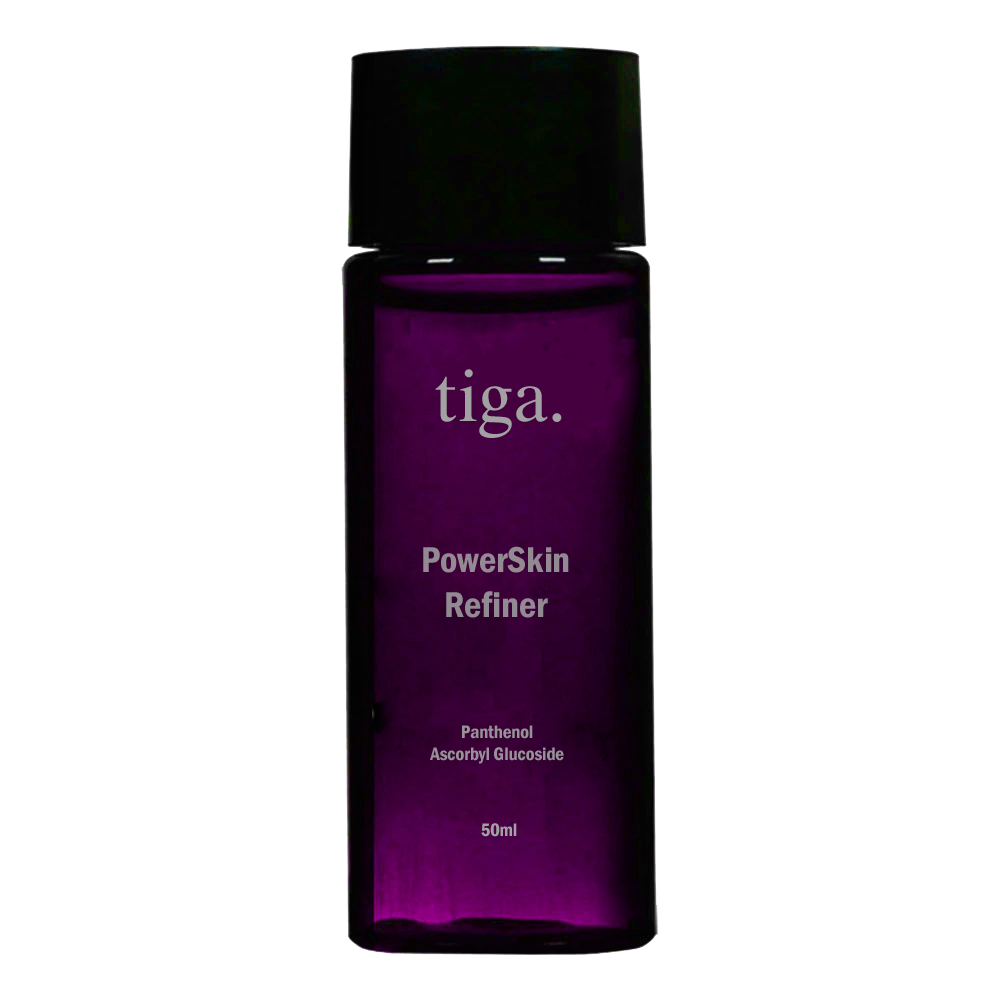 tiga.
PowerSkin
Refiner
Panthenol
Ascorbyl Glucoside
50ml